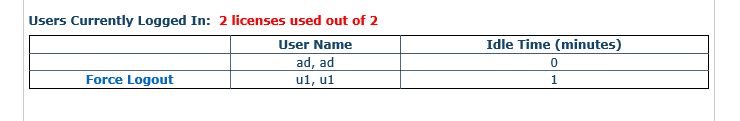 Users Currently Logged In: 2 licenses used out of 2
User Name Idle Time (minutes)
ad, ad 0
Force Logout u1, u1 1